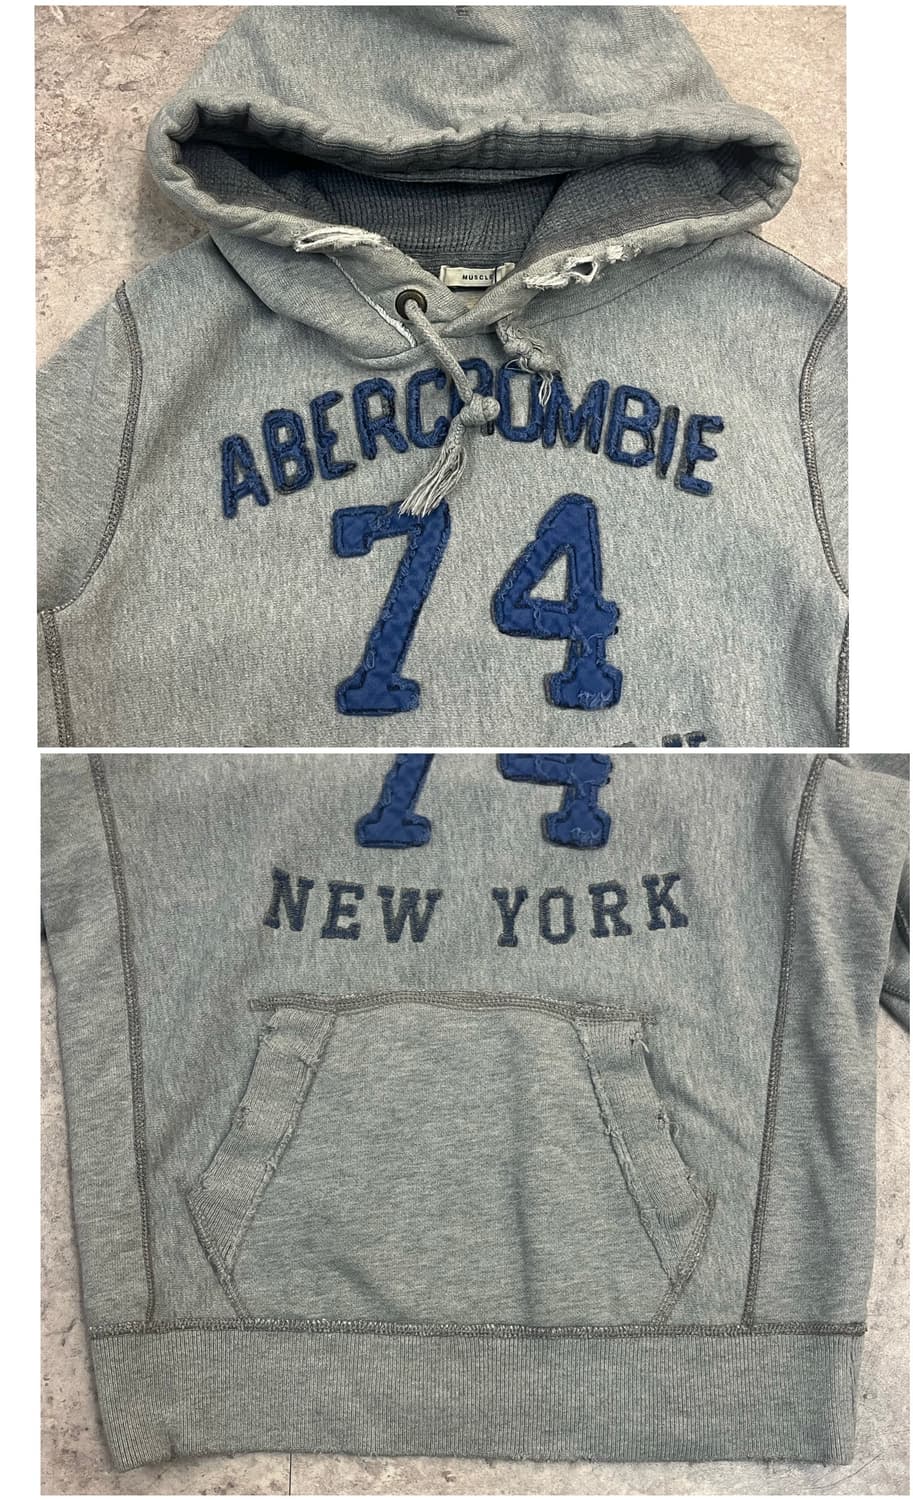 MUSCLE
ABERCROMBIE
74
74
NEW YORK